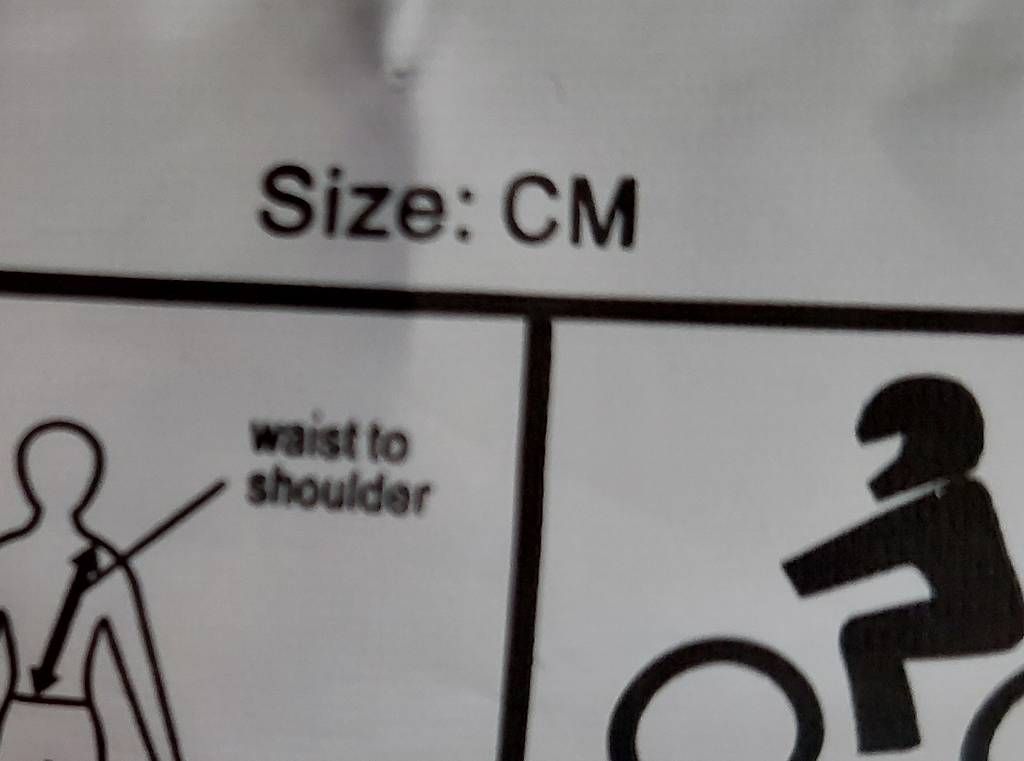 Size: CM
waist to
shoulder